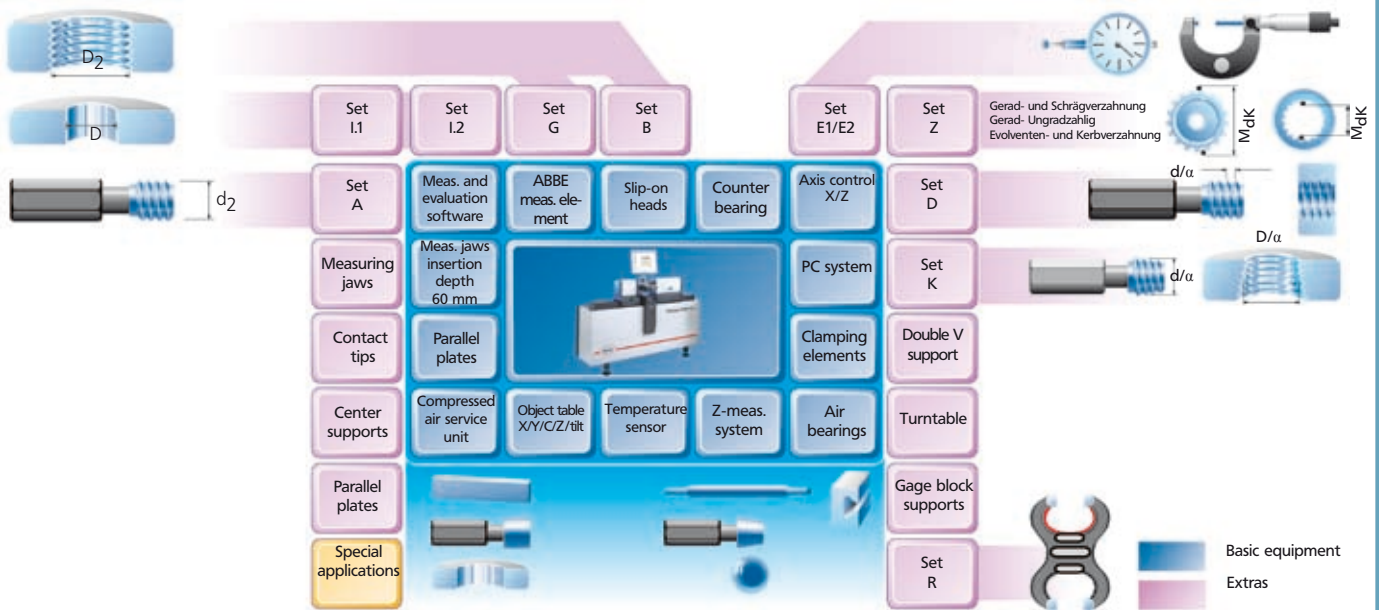 D2
D
d2
Set
I.1
Set
I.2
Set
G
Set
B
Set
E1/E2
Set
Z
Gerad- und Schrägverzahnung
Gerad- Ungradzahlig
Evolventen- und Kerbverzahnung
MdK
MdK
Set
A
Meas. and
evaluation
software
ABBE
meas. ele-
ment
Slip-on
heads
Counter
bearing
Axis control
X/Z
Set
D
d/α
Measuring
jaws
Meas. jaws
insertion
depth
60 mm
PC system
Set
K
d/α
D/α
Contact
tips
Parallel
plates
Clamping
elements
Double V
support
Center
supports
Compressed
air service
unit
Object table
X/Y/C/Z/tilt
Temperature
sensor
Z-meas.
system
Air
bearings
Turntable
Parallel
plates
Gage block
supports
Special
applications
Set
R
Basic equipment
Extras